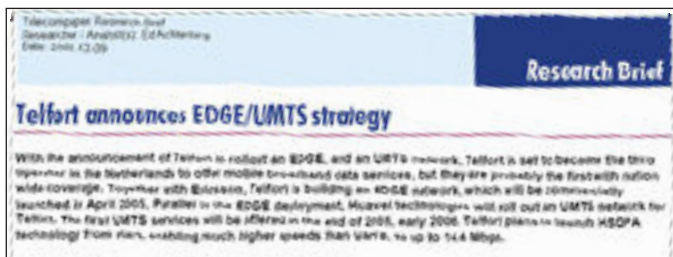 Telecompaper Research Brief
Researcher / Analist(s): Ed Achterberg
Date: 2004
Research Brief
Telfort announces EDGE/UMTS strategy
With the announcement of Telfort to rollout an EDGE, and an UMTS network, Telfort is set to become the third
operator in the Netherlands to offer mobile broadband data services, but they are probably the first with nation
wide coverage. Together with Ericsson, Telfort is building an EDGE network, which will be commercially
launched in April 2005. Parallel to the EDGE deployment, Huawei technologies will roll out an UMTS network for
Telfort. The first UMTS services will be offered in the end of 2005, early 2006. Telfort plans to launch HSDPA
technology from enabling much higher speeds than to up to 14.4 Mbps.